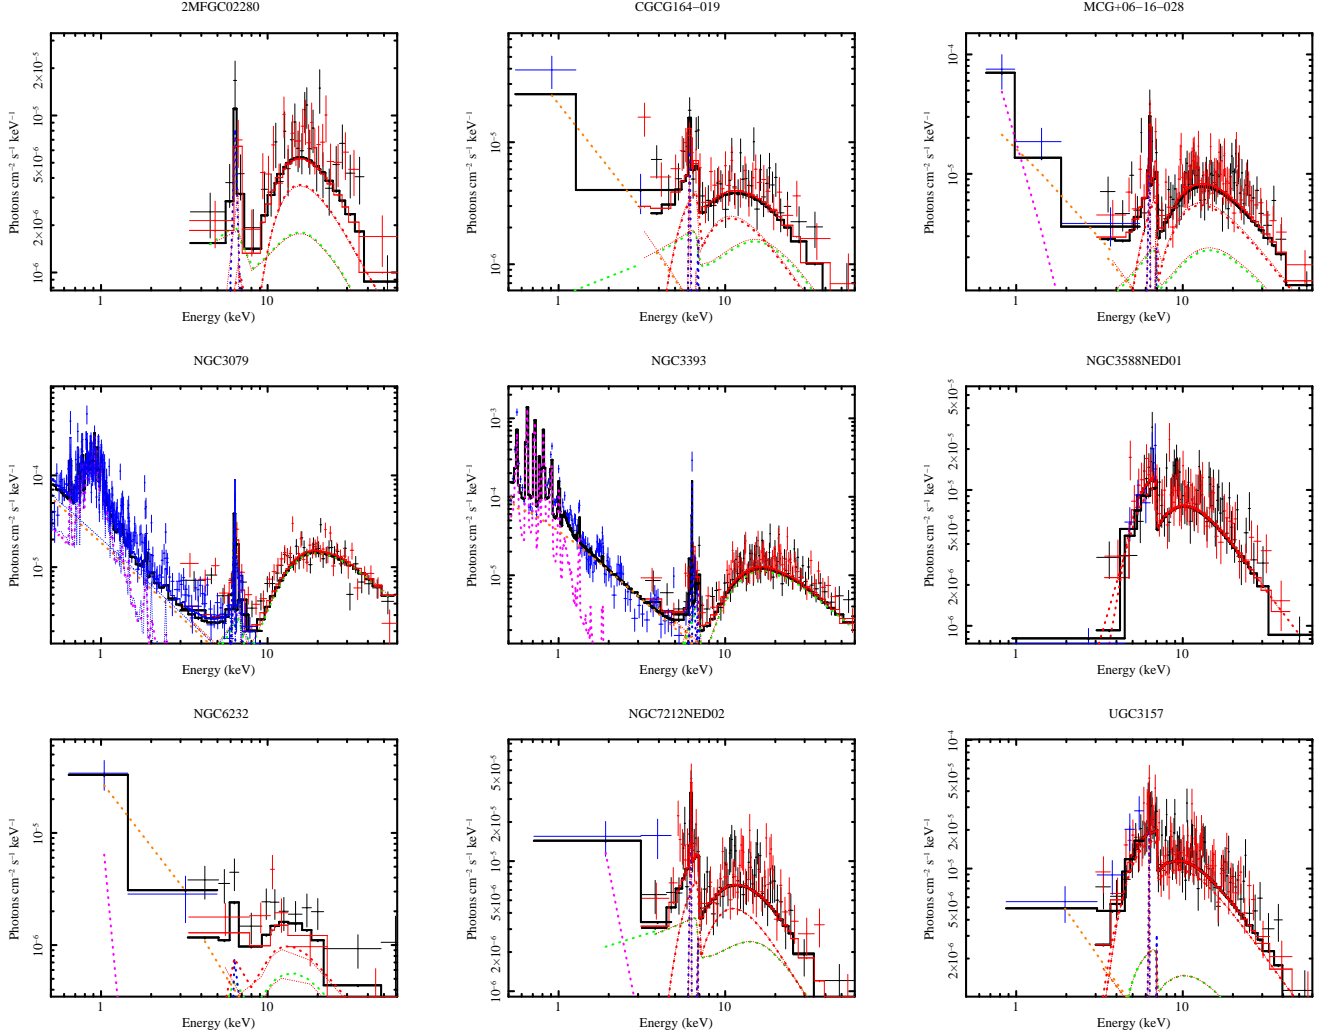 2MFGC02280
CGCG164−019
MCG+06−16−028
Photons cm−2 s−1 keV−1
2×10−5
10−5
5×10−6
2×10−6
10−6
1
10
Energy (keV)
Photons cm−2 s−1 keV−1
10−5
10−6
1
10
Energy (keV)
Photons cm−2 s−1 keV−1
10−4
10−5
1
10
Energy (keV)
NGC3079
NGC3393
NGC3588NED01
Photons cm−2 s−1 keV−1
10−4
10−5
1
10
Energy (keV)
Photons cm−2 s−1 keV−1
10−3
10−4
10−5
1
10
Energy (keV)
Photons cm−2 s−1 keV−1
5×10−5
2×10−5
10−5
5×10−6
2×10−6
10−6
1
10
Energy (keV)
NGC6232
NGC7212NED02
UGC3157
Photons cm−2 s−1 keV−1
10−5
10−6
1
10
Energy (keV)
Photons cm−2 s−1 keV−1
5×10−5
2×10−5
10−5
5×10−6
2×10−6
10−6
1
10
Energy (keV)
Photons cm−2 s−1 keV−1
10−4
5×10−5
2×10−5
10−5
5×10−6
2×10−6
1
10
Energy (keV)